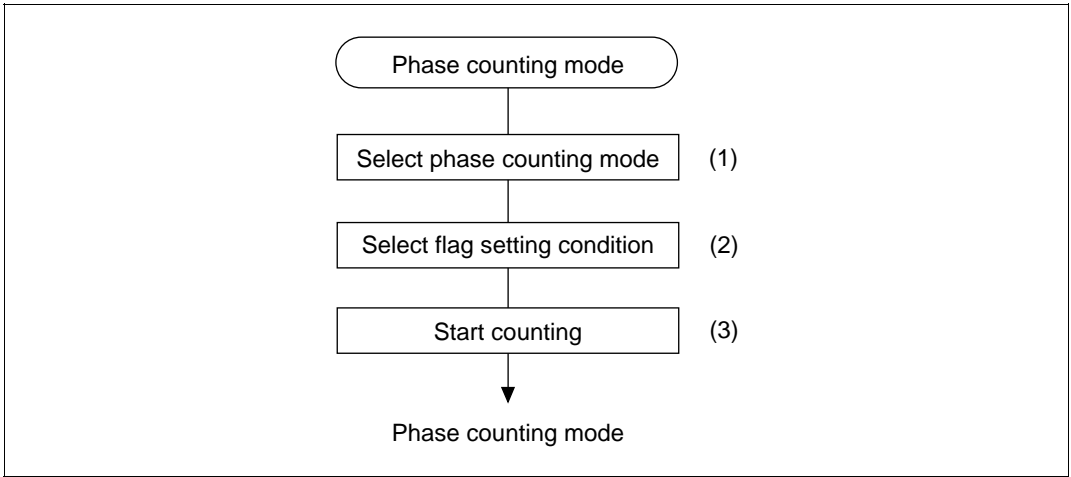 Phase counting mode
Select phase counting mode (1)
Select flag setting condition (2)
Start counting (3)
Phase counting mode